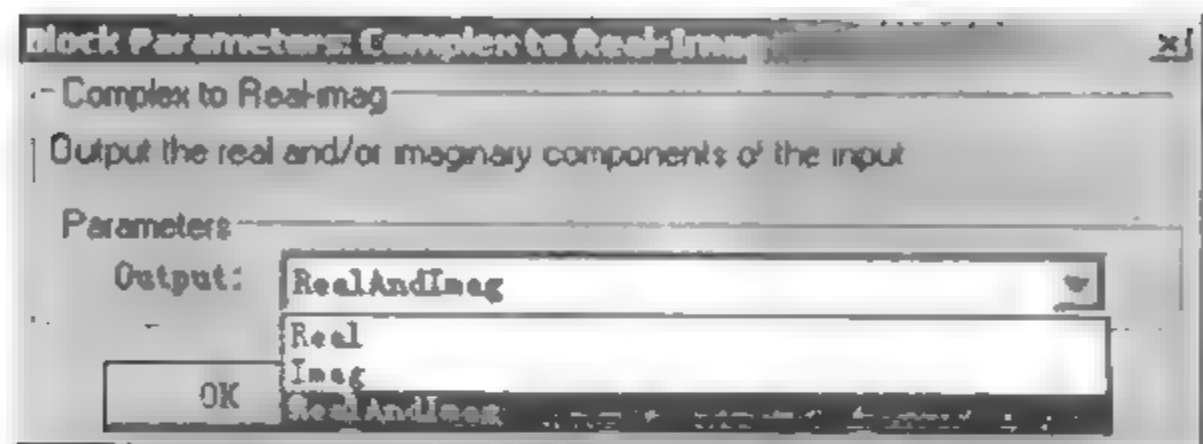 Block Parameters: Complex to Real-Imag
Complex to Real-Imag
Output the real and/or imaginary components of the input
Parameters
Output:
RealAndImag
Real
Imag
OK
RealAndImag